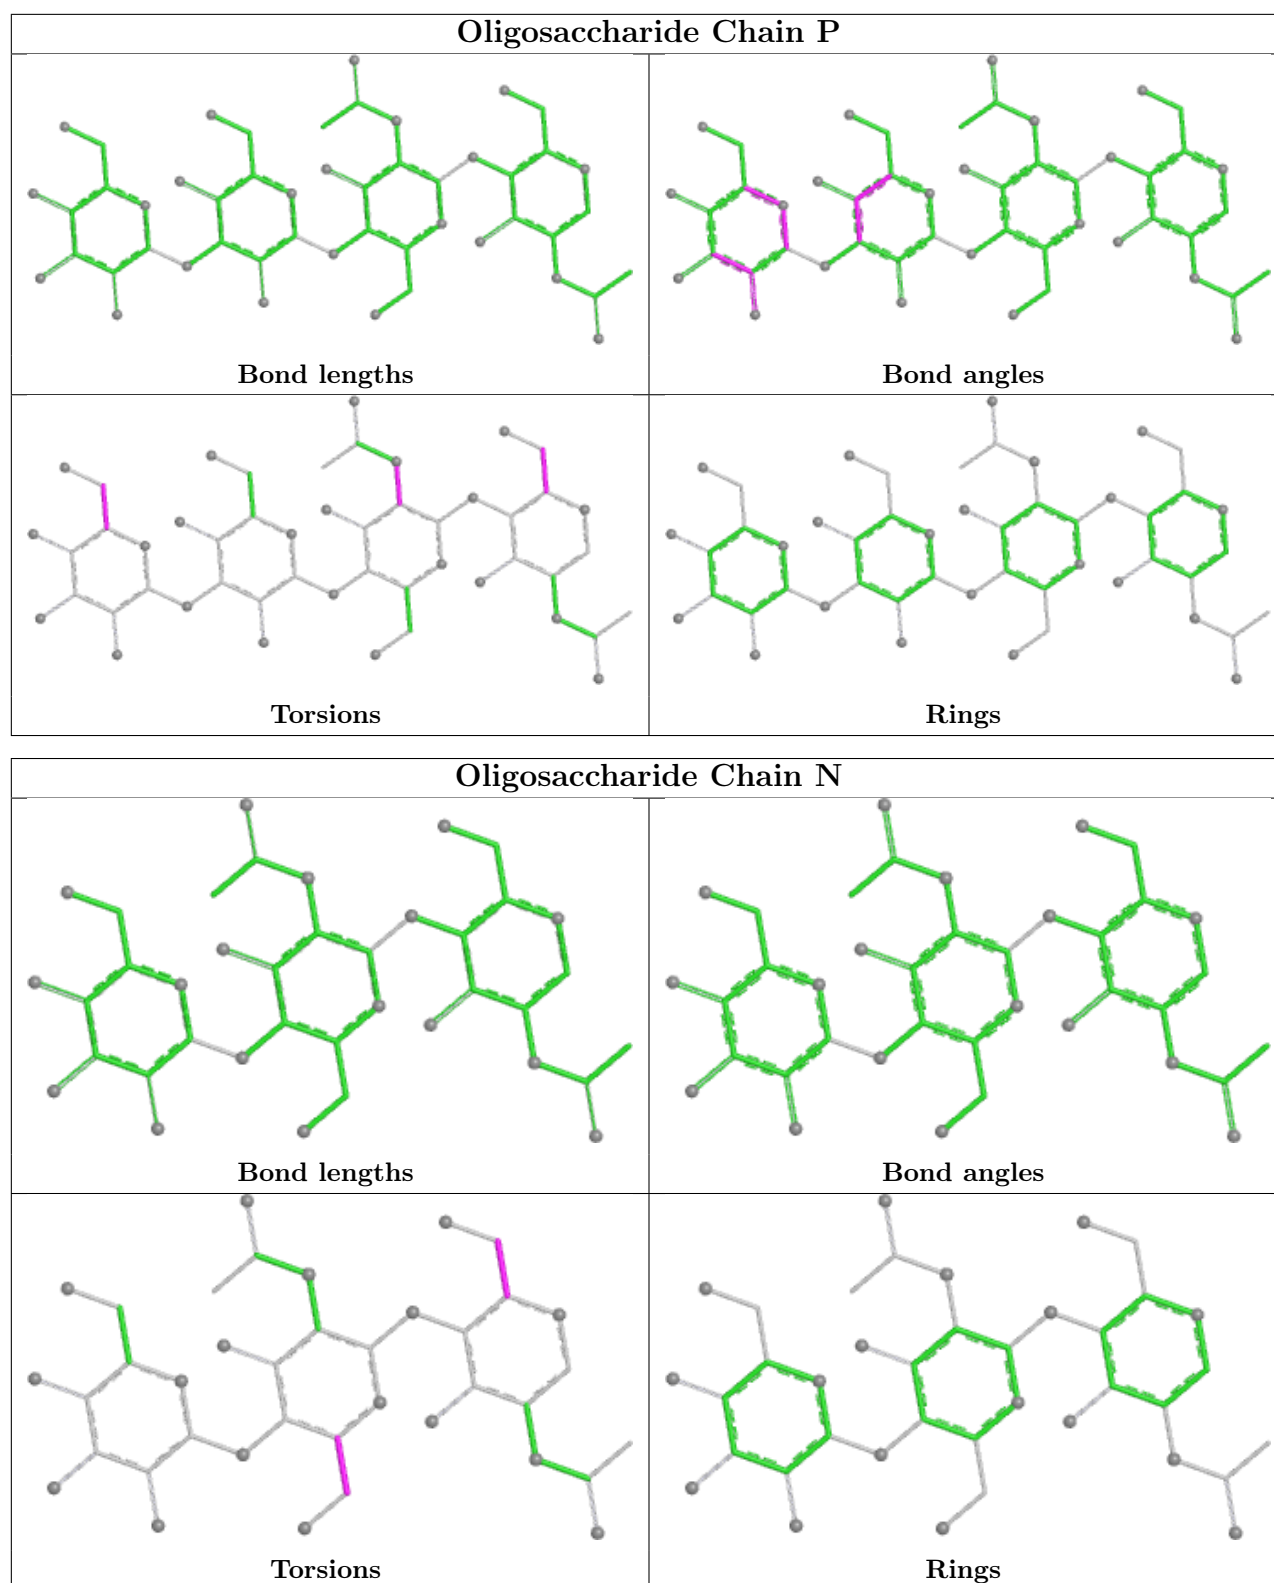 Oligosaccharide Chain P
Bond lengths
Bond angles
Torsions
Rings
Oligosaccharide Chain N
Bond lengths
Bond angles
Torsions
Rings